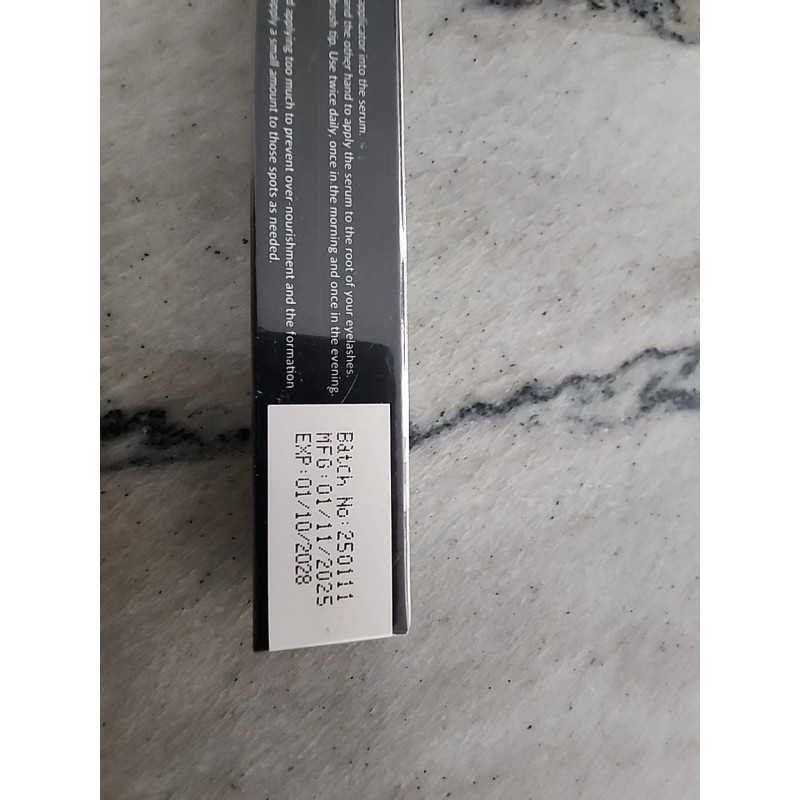 applicator into the serum.
and the other hand to apply the serum to the root of your eyelashes.
brush tip. Use twice daily, once in the morning and once in the evening.
applying too much to prevent over-nourishment and the formation
apply a small amount to those spots as needed.
Batch No:250111
MFG:01/11/2025
EXP:01/10/2028